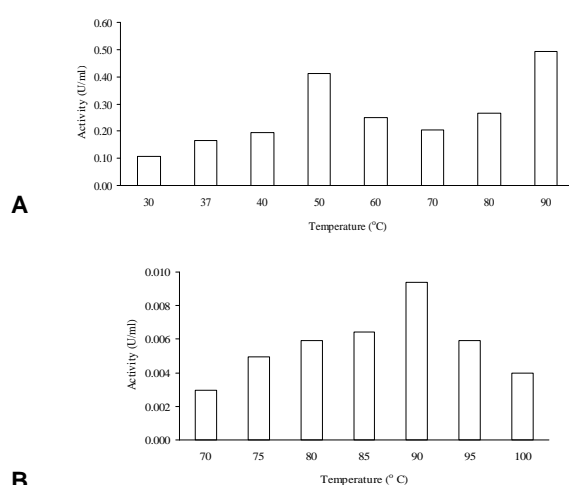 0.60
0.50
0.40
0.30
0.20
0.10
0.00
Activity (U/ml)
30 37 40 50 60 70 80 90
Temperature (°C)
A
0.010
0.008
0.006
0.004
0.002
0.000
Activity (U/ml)
70 75 80 85 90 95 100
Temperature (° C)
B